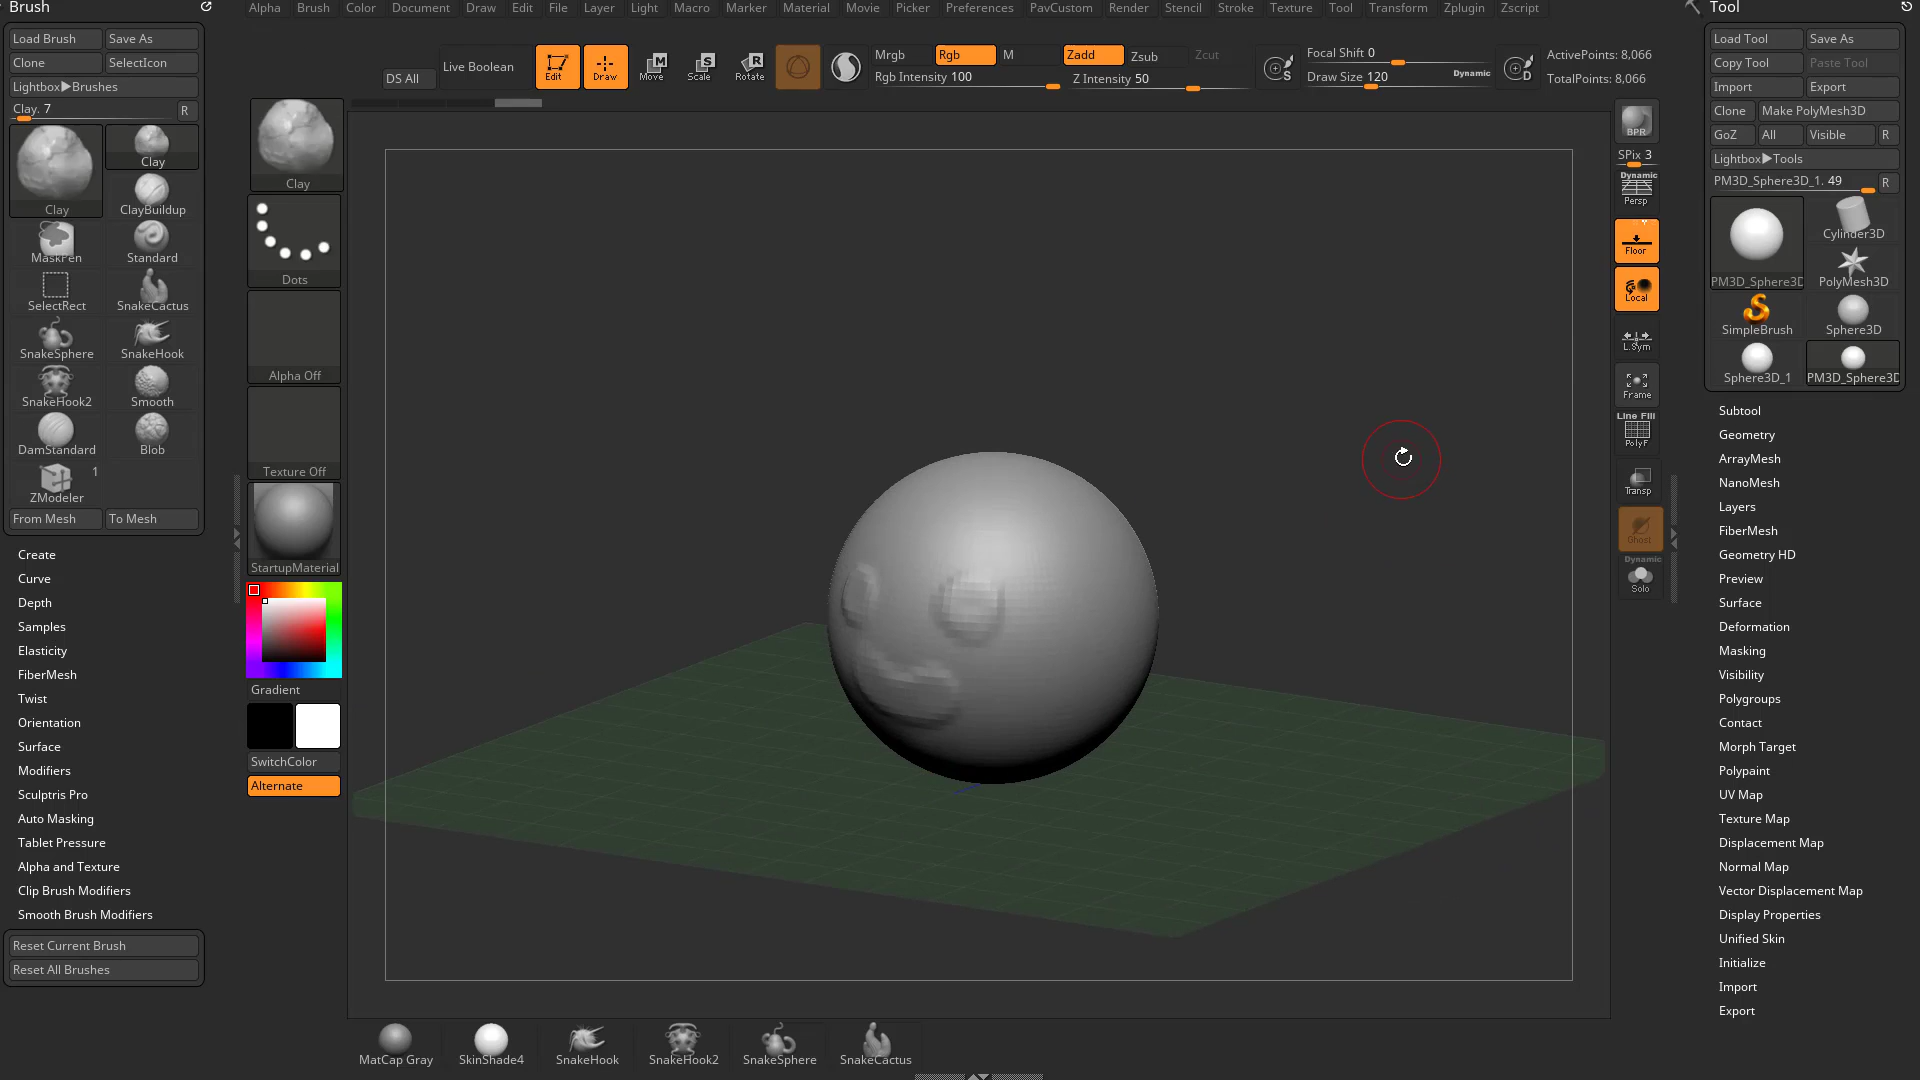 Brush
Load Brush Save As
Clone SelectIcon
Lightbox▶Brushes
Clay. 7 R
Clay
Clay
ClayBuildup
MaskPen Standard
SelectRect SnakeCactus
SnakeSphere SnakeHook
SnakeHook2 Smooth
DamStandard Blob
1
ZModeler
From Mesh To Mesh
Create
Curve
Depth
Samples
Elasticity
FiberMesh
Twist
Orientation
Surface
Modifiers
Sculptris Pro
Auto Masking
Tablet Pressure
Alpha and Texture
Clip Brush Modifiers
Smooth Brush Modifiers
Reset Current Brush
Reset All Brushes
Alpha Brush Color Document Draw Edit File Layer Light Macro Marker Material Movie Picker Preferences PavCustom Render Stencil Stroke Texture Tool Transform Zplugin Zscript
DS All
Live Boolean
Edit
Draw
Move
Scale
Rotate
Mrgb Rgb M
Rgb Intensity 100
Zadd Zsub Zcut
Z Intensity 50
S
Focal Shift 0
Draw Size 120 Dynamic
D
ActivePoints: 8,066
TotalPoints: 8,066
Clay
Dots
Alpha Off
Texture Off
StartupMaterial
Gradient
SwitchColor
Alternate
BPR
SPix 3
Dynamic
Persp
Floor
Local
L.Sym
Frame
Line Fill
PolyF
Transp
Ghost
Dynamic
Solo
MatCap Gray SkinShade4 SnakeHook SnakeHook2 SnakeSphere SnakeCactus
Tool
Load Tool Save As
Copy Tool Paste Tool
Import Export
Clone Make PolyMesh3D
GoZ All Visible R
Lightbox▶Tools
PM3D_Sphere3D_1. 49 R
PM3D_Sphere3D
Cylinder3D
PolyMesh3D
SimpleBrush Sphere3D
Sphere3D_1 PM3D_Sphere3D
Subtool
Geometry
ArrayMesh
NanoMesh
Layers
FiberMesh
Geometry HD
Preview
Surface
Deformation
Masking
Visibility
Polygroups
Contact
Morph Target
Polypaint
UV Map
Texture Map
Displacement Map
Normal Map
Vector Displacement Map
Display Properties
Unified Skin
Initialize
Import
Export